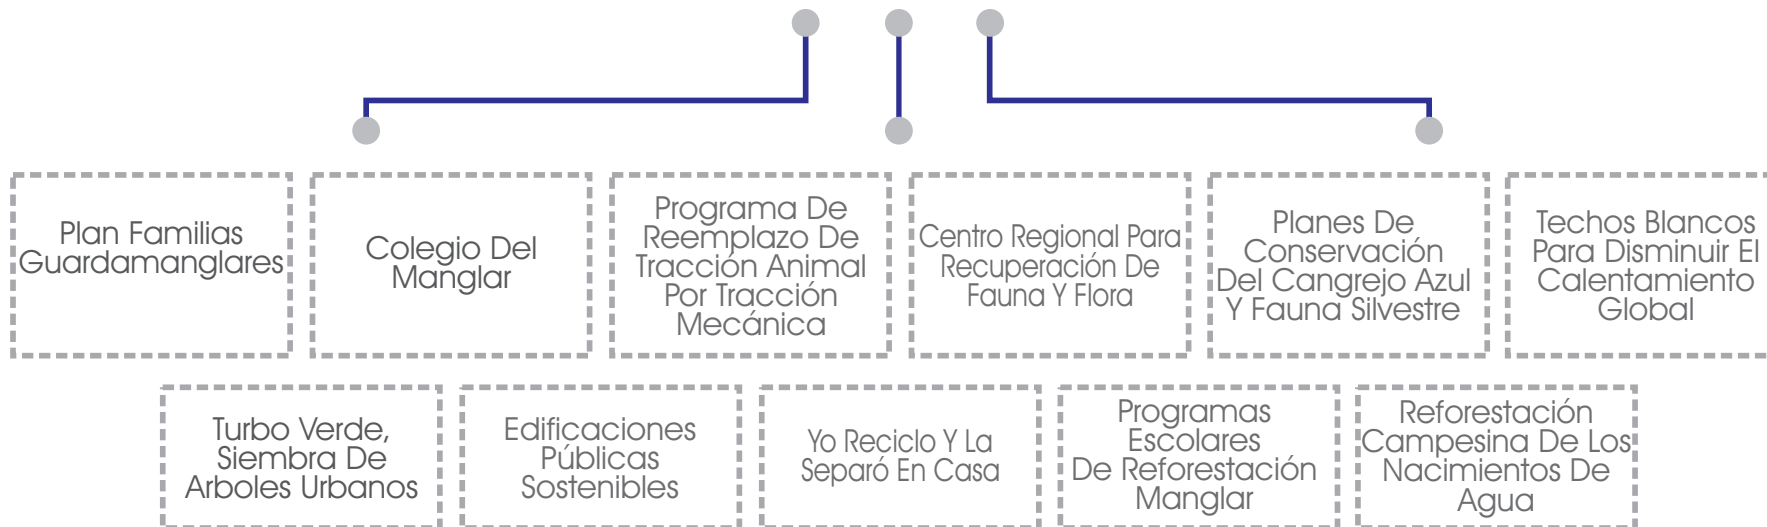 Plan Familias
Guardamanglares
Colegio Del
Manglar
Programa De
Reemplazo De
Tracción Animal
Por Tracción
Mecánica
Centro Regional Para
Recuperación De
Fauna Y Flora
Planes De
Conservación
Del Cangrejo Azul
Y Fauna Silvestre
Techos Blancos
Para Disminuir El
Calentamiento
Global
Turbo Verde,
Siembra De
Arboles Urbanos
Edificaciones
Públicas
Sostenibles
Yo Reciclo Y La
Separó En Casa
Programas
Escolares
De Reforestación
Manglar
Reforestación
Campesina De Los
Nacimientos De
Agua